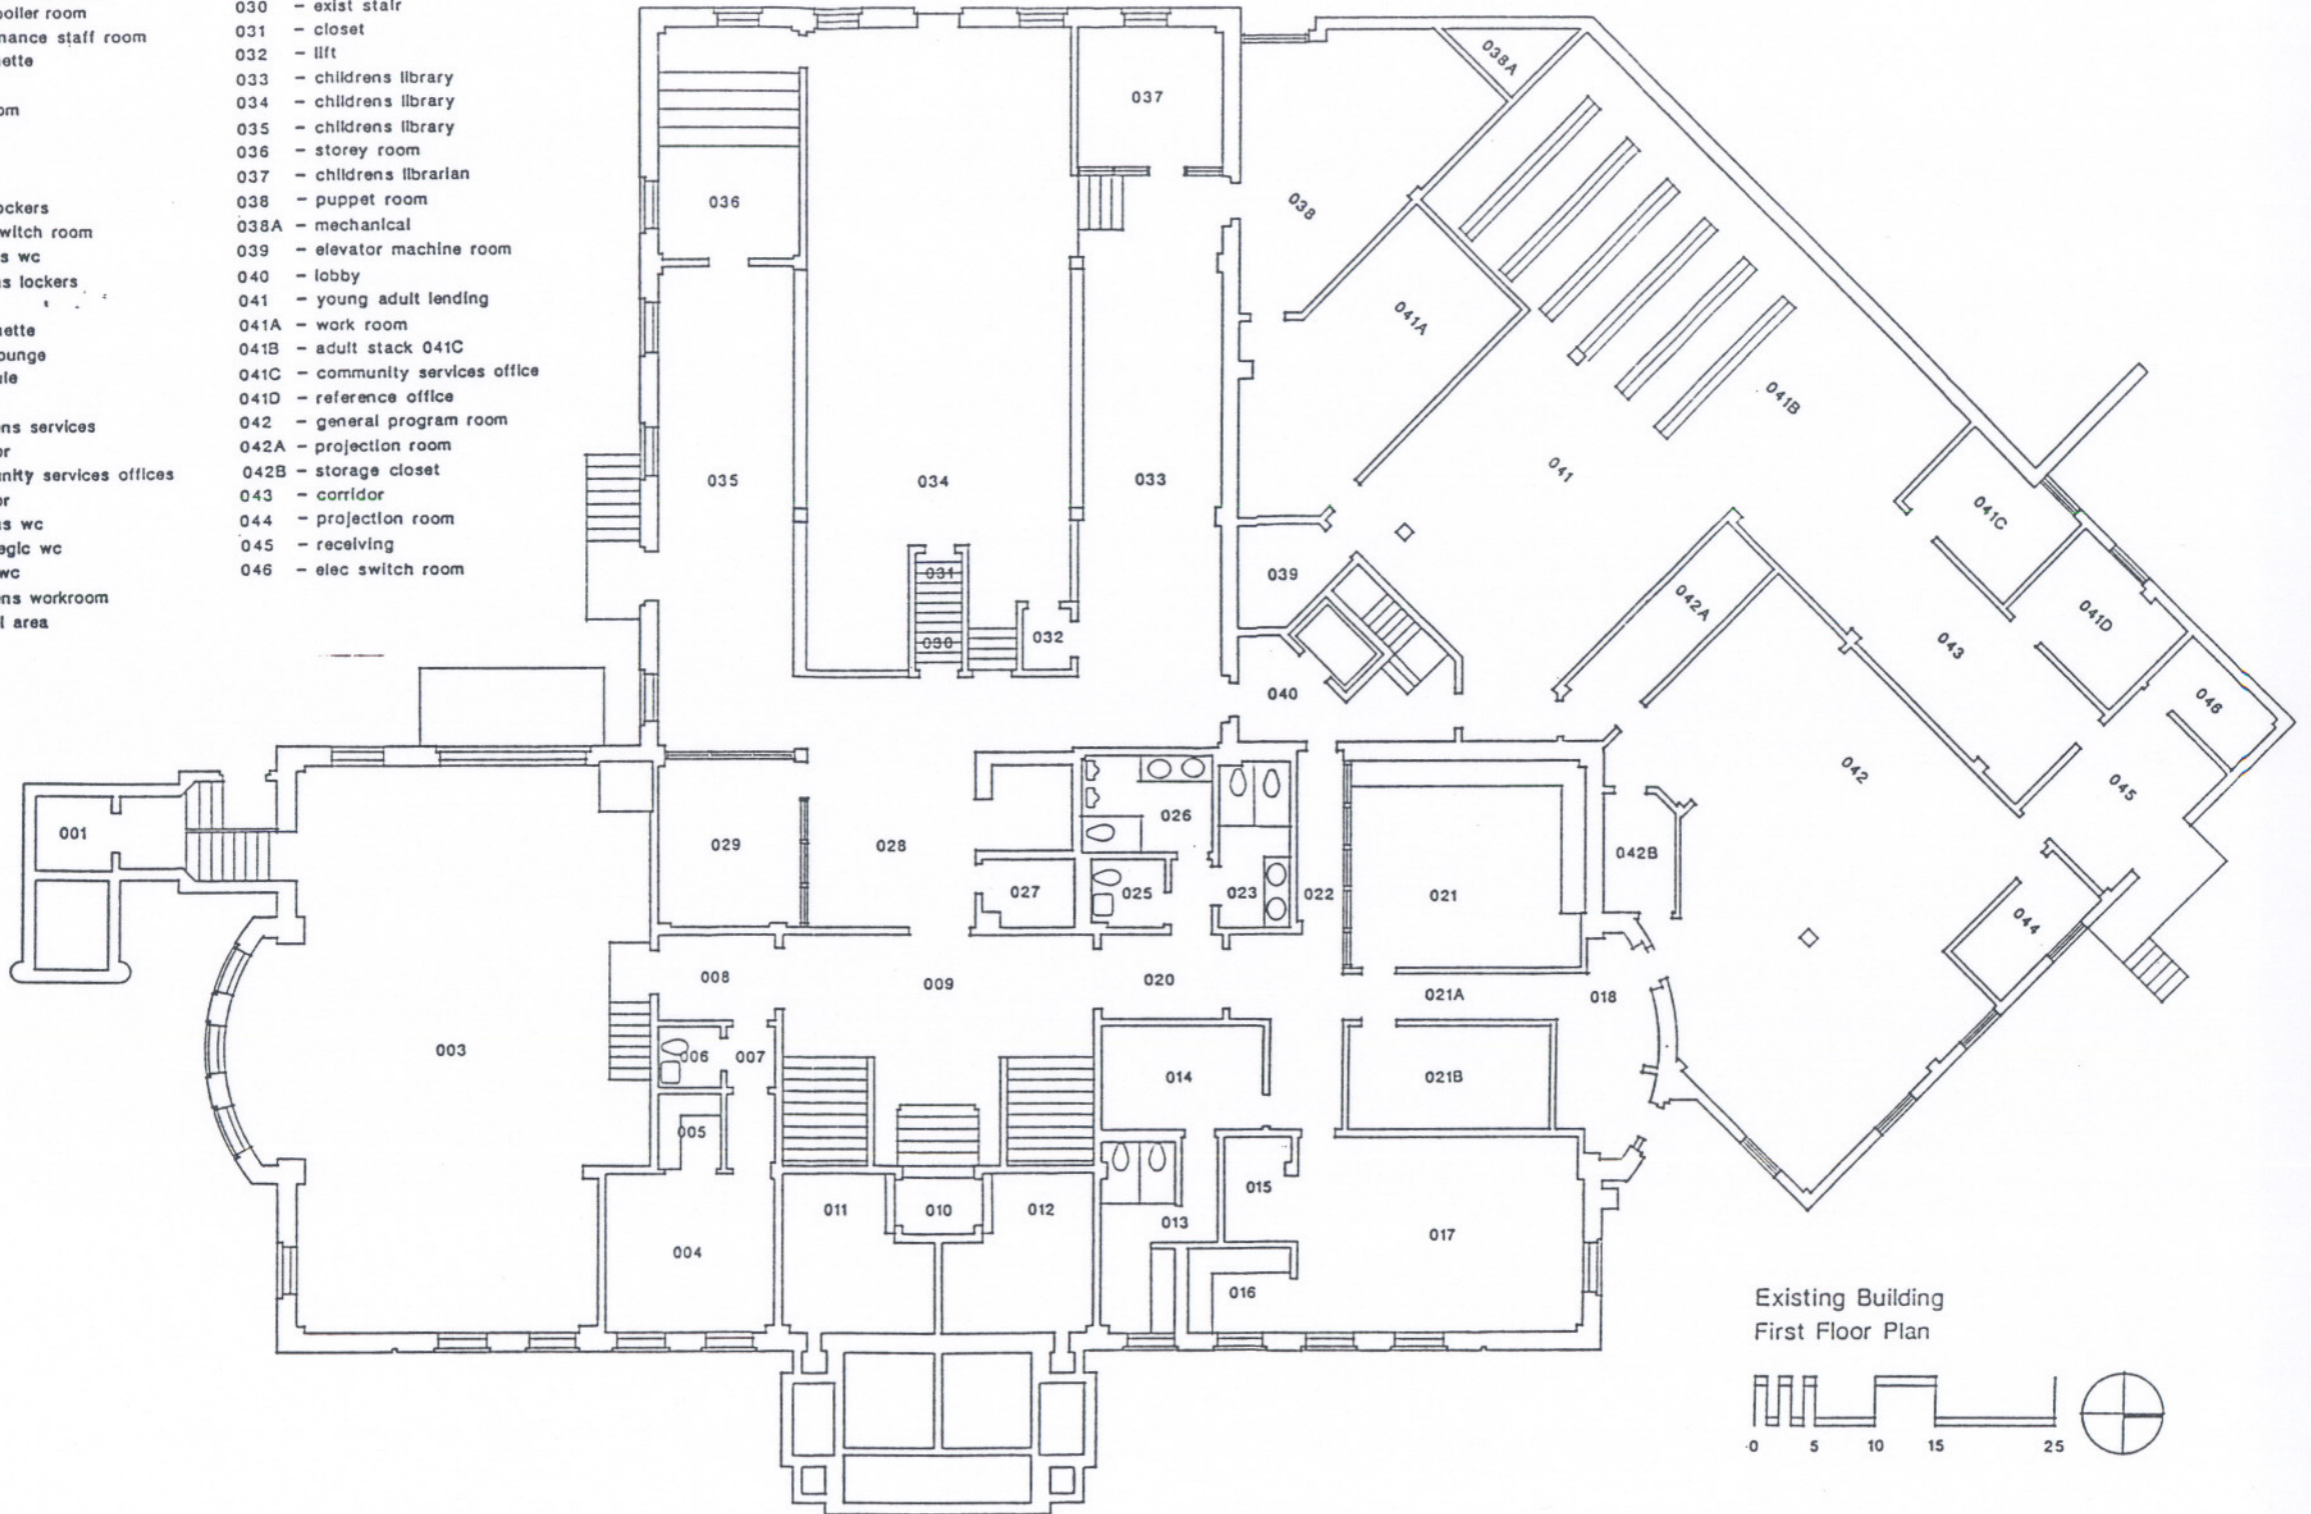 oiler room
nance staff room
ette
om
ockers
witch room
s wc
s lockers
ette
ounge
le
ns services
or
unity services offices
or
s wc
egic wc
wc
ns workroom
l area
030 - exist stair
031 - closet
032 - lift
033 - childrens library
034 - childrens library
035 - childrens library
036 - storey room
037 - childrens librarian
038 - puppet room
038A - mechanical
039 - elevator machine room
040 - lobby
041 - young adult lending
041A - work room
041B - adult stack 041C
041C - community services office
041D - reference office
042 - general program room
042A - projection room
042B - storage closet
043 - corridor
044 - projection room
045 - receiving
046 - elec switch room
038A
037
036
038
041A
041B
035
034
033
041
041C
031
039
042A
041D
030
032
043
040
046
042
045
001
029
028
026
042B
027
025
023
022
021
044
008
009
020
021A
018
003
006
007
014
021B
005
015
011
010
012
013
017
004
016
Existing Building
First Floor Plan
0 5 10 15 25